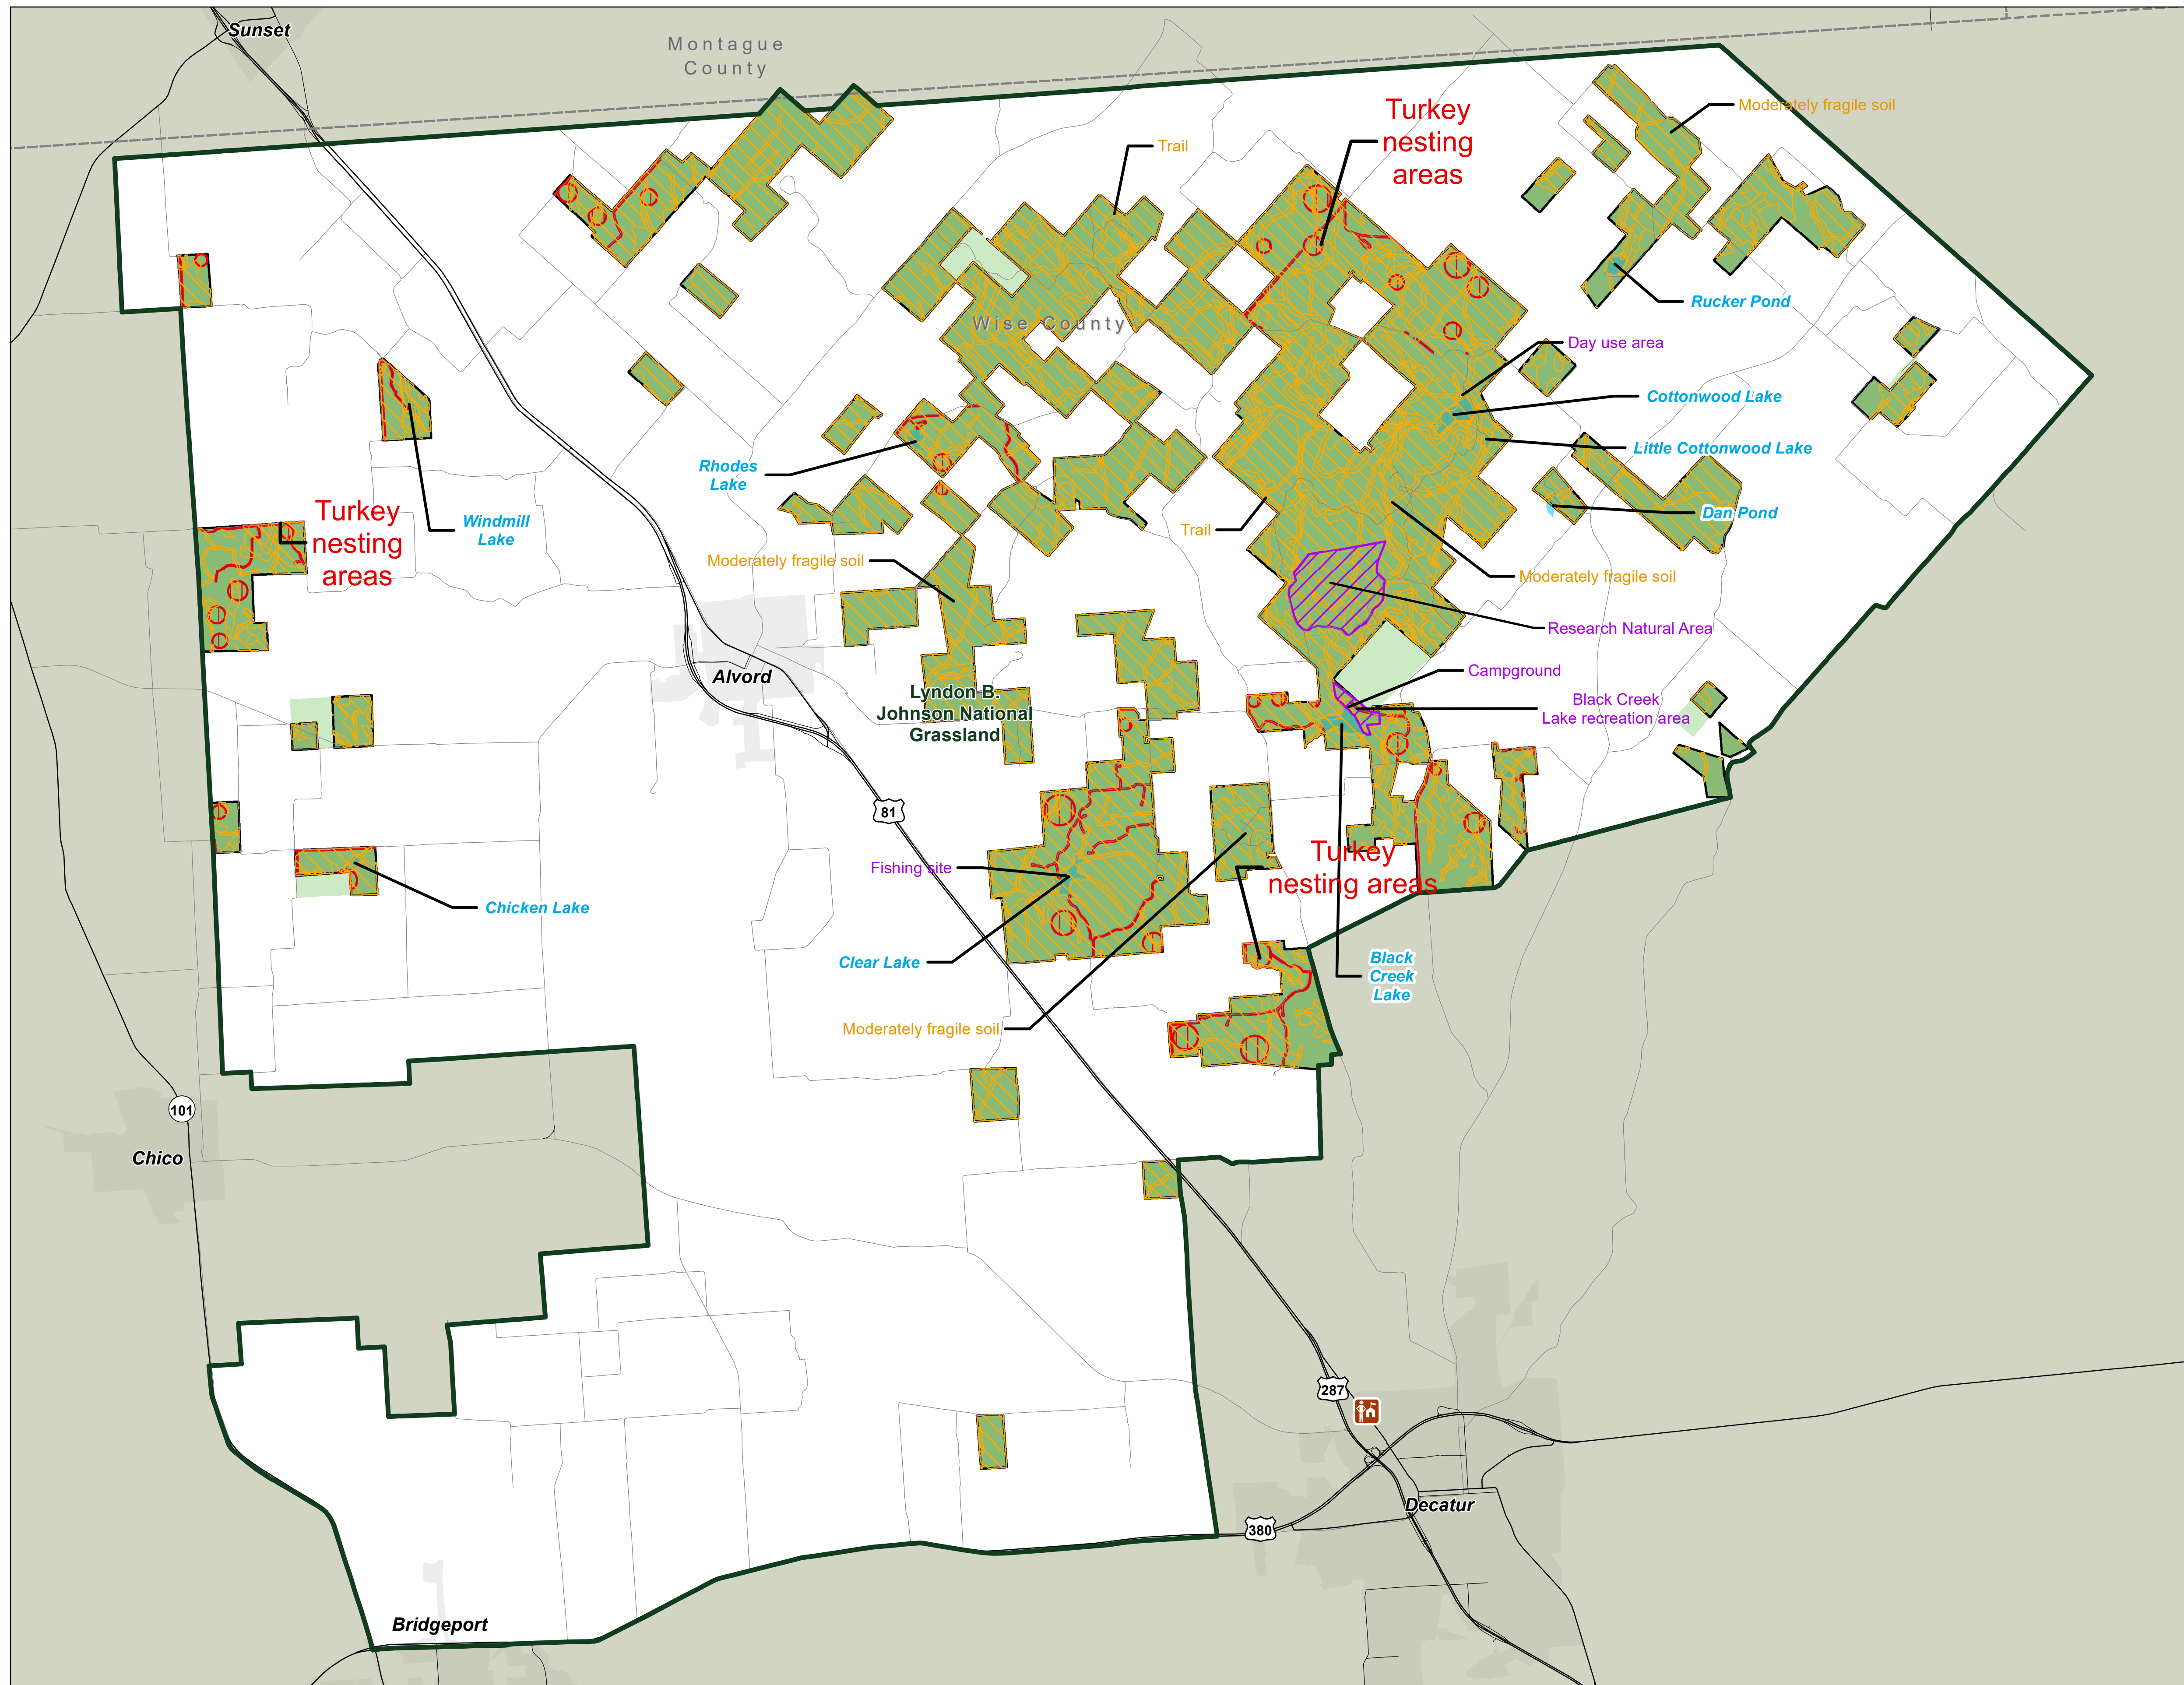 Sunset
Montague
County
Turkey
nesting
areas
Moderately fragile soil
Trail
Rucker Pond
Wise County
Day use area
Cottonwood Lake
Little Cottonwood Lake
Rhodes
Lake
Windmill
Lake
Turkey
nesting
areas
Dan Pond
Trail
Moderately fragile soil
Moderately fragile soil
Research Natural Area
Campground
Black Creek
Lake recreation area
Alvord
Lyndon B.
Johnson National
Grassland
81
Turkey
nesting areas
Fishing site
Chicken Lake
Clear Lake
Black
Creek
Lake
Moderately fragile soil
101
Chico
287
Decatur
380
Bridgeport